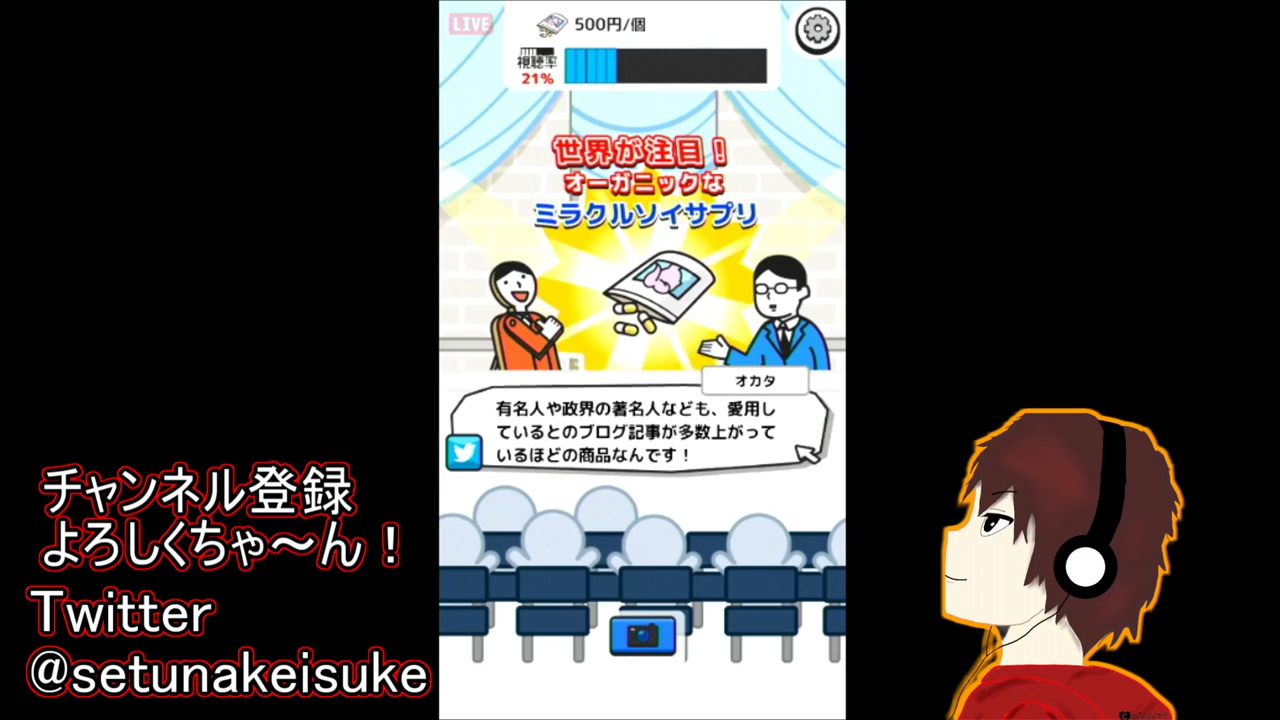 LIVE
500円/個
視聴率
21%
世界が注目！
オーガニックな
ミラクルソイサプリ
オカタ
有名人や政界の著名人なども、愛用し
ているとのブログ記事が多数上がって
いるほどの商品なんです！
チャンネル登録
よろしくちゃ～ん！
Twitter
@setunakeisuke